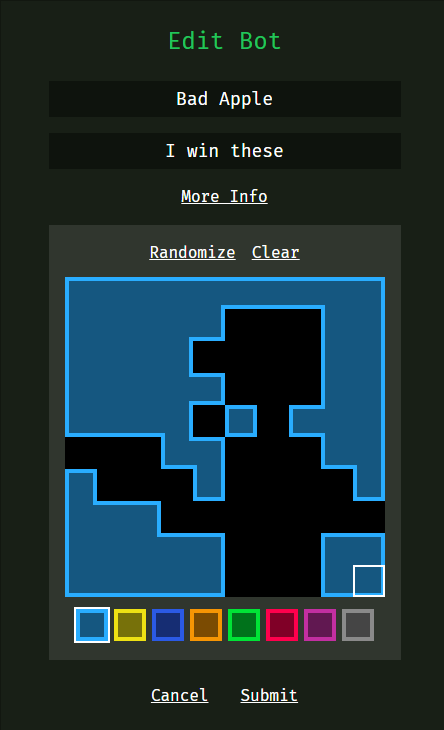 Edit Bot
Bad Apple
I win these
More Info
Randomize Clear
Cancel Submit